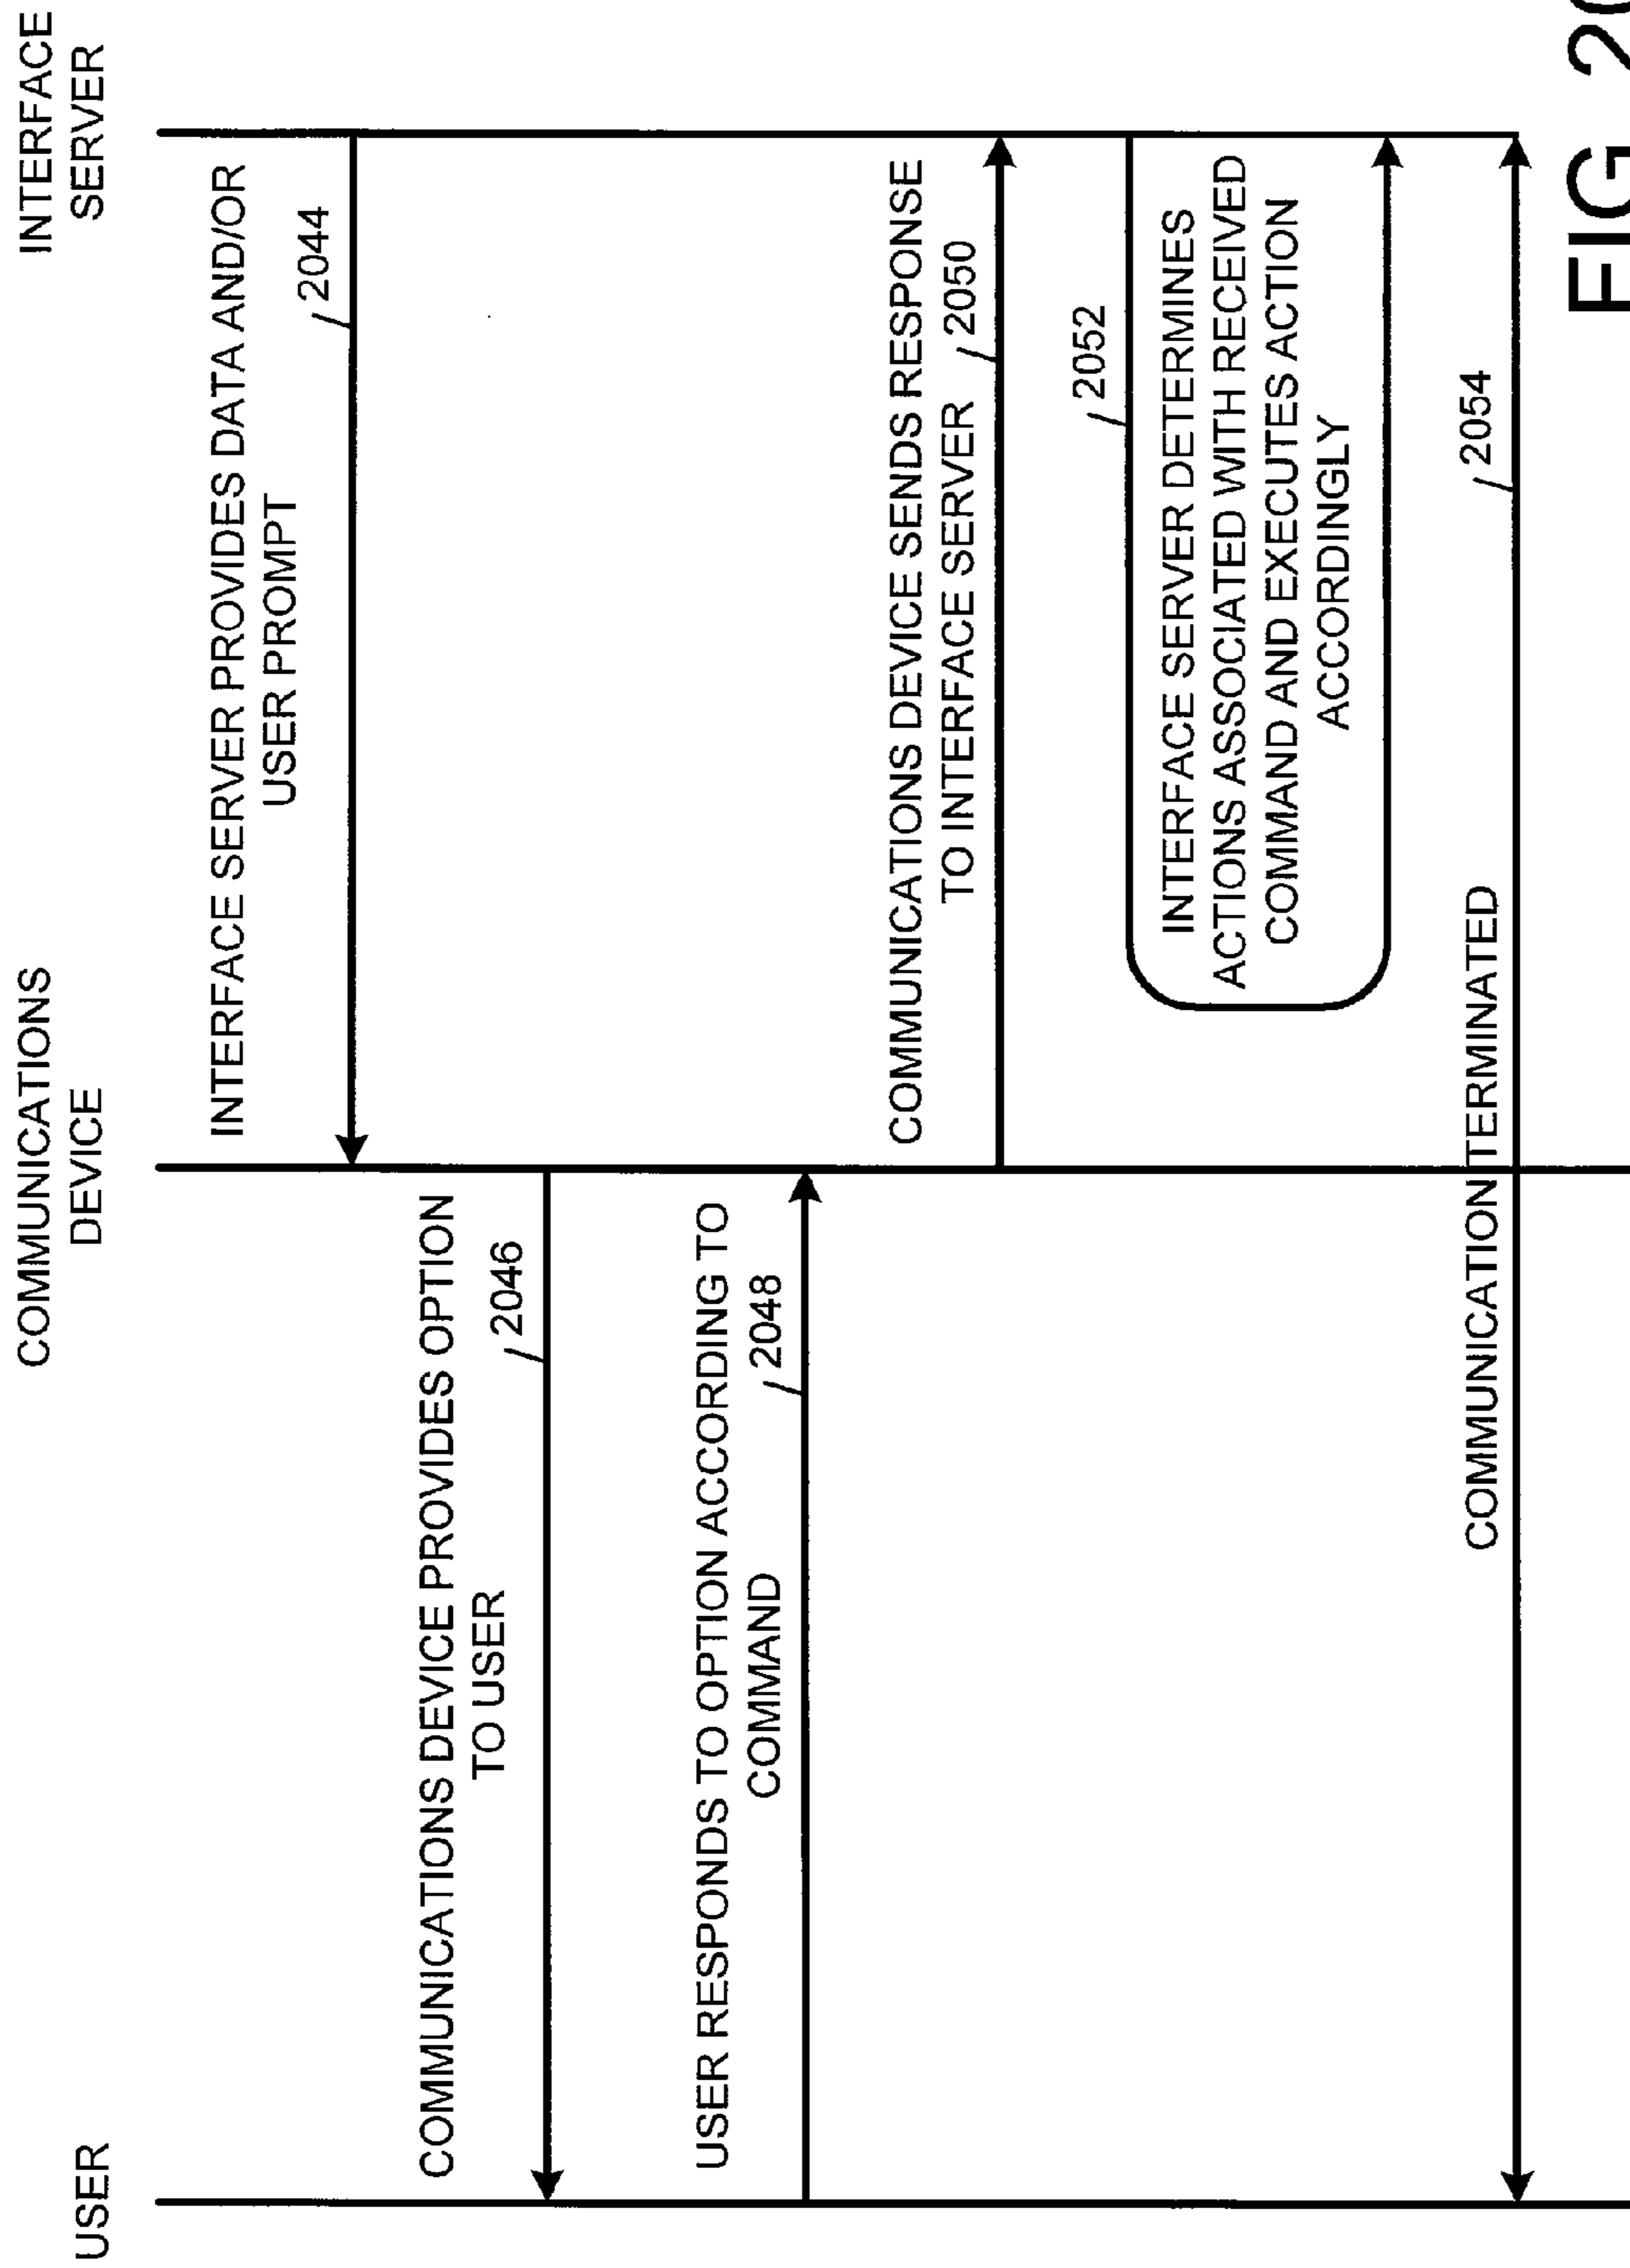 USER
COMMUNICATIONS
DEVICE
INTERFACE
SERVER
INTERFACE SERVER PROVIDES DATA AND/OR
USER PROMPT
2044
COMMUNICATIONS DEVICE PROVIDES OPTION
TO USER
2046
USER RESPONDS TO OPTION ACCORDING TO
COMMAND
2048
COMMUNICATIONS DEVICE SENDS RESPONSE
TO INTERFACE SERVER
2050
2052
INTERFACE SERVER DETERMINES
ACTIONS ASSOCIATED WITH RECEIVED
COMMAND AND EXECUTES ACTION
ACCORDINGLY
COMMUNICATION TERMINATED
2054
FIG 20